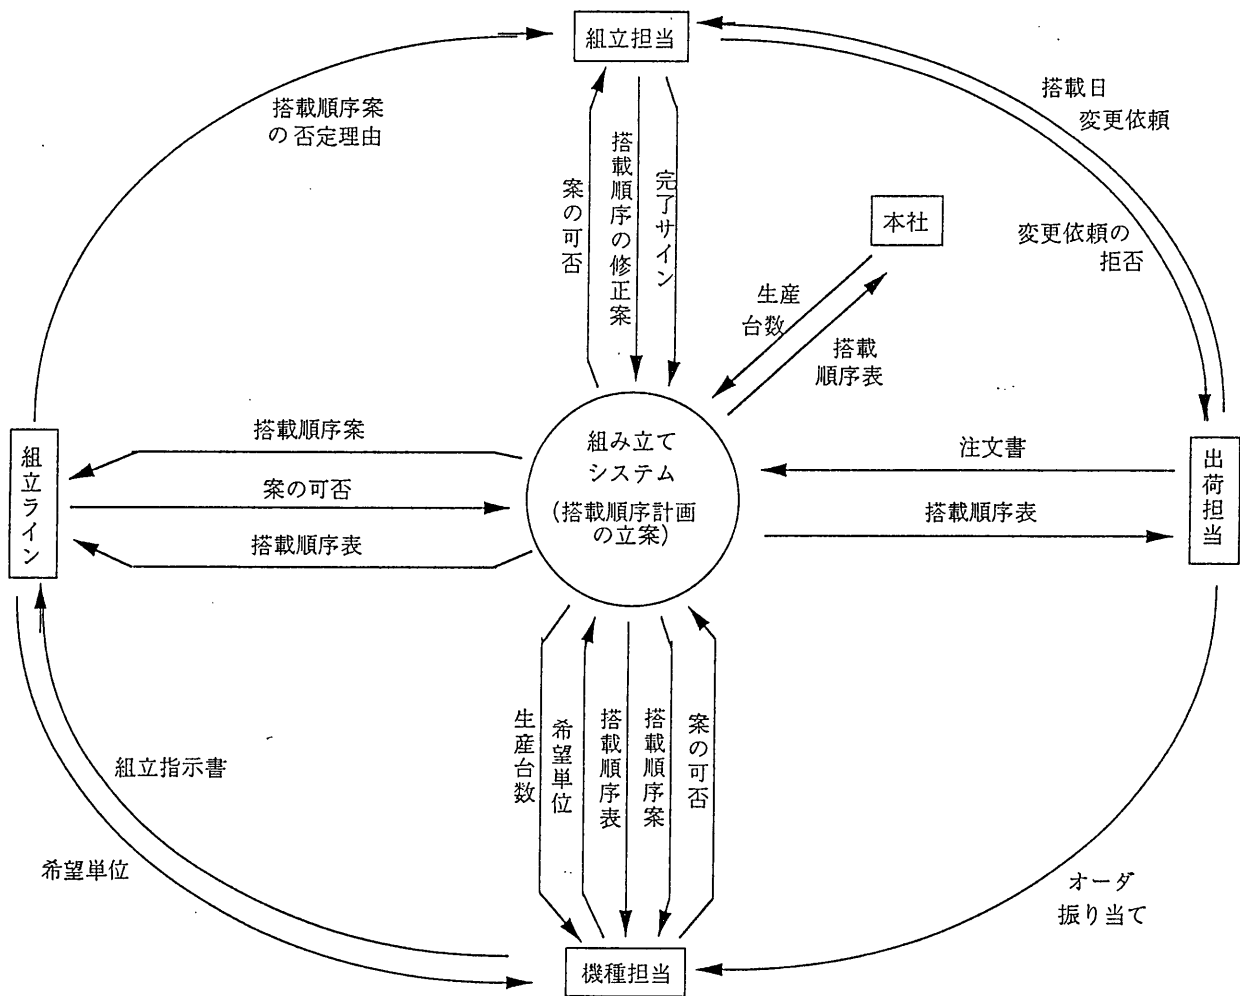 組立担当
搭載順序案
の否定理由
搭載日
変更依頼
案の可否
搭載順序の修正案
完了サイン
本社
変更依頼の
拒否
生産
台数
搭載
順序表
組立ライン
搭載順序案
案の可否
搭載順序表
組み立て
システム
(搭載順序計画
の立案)
注文書
搭載順序表
出荷担当
生産台数
希望単位
搭載順序表
搭載順序案
案の可否
組立指示書
希望単位
オーダ
振り当て
機種担当